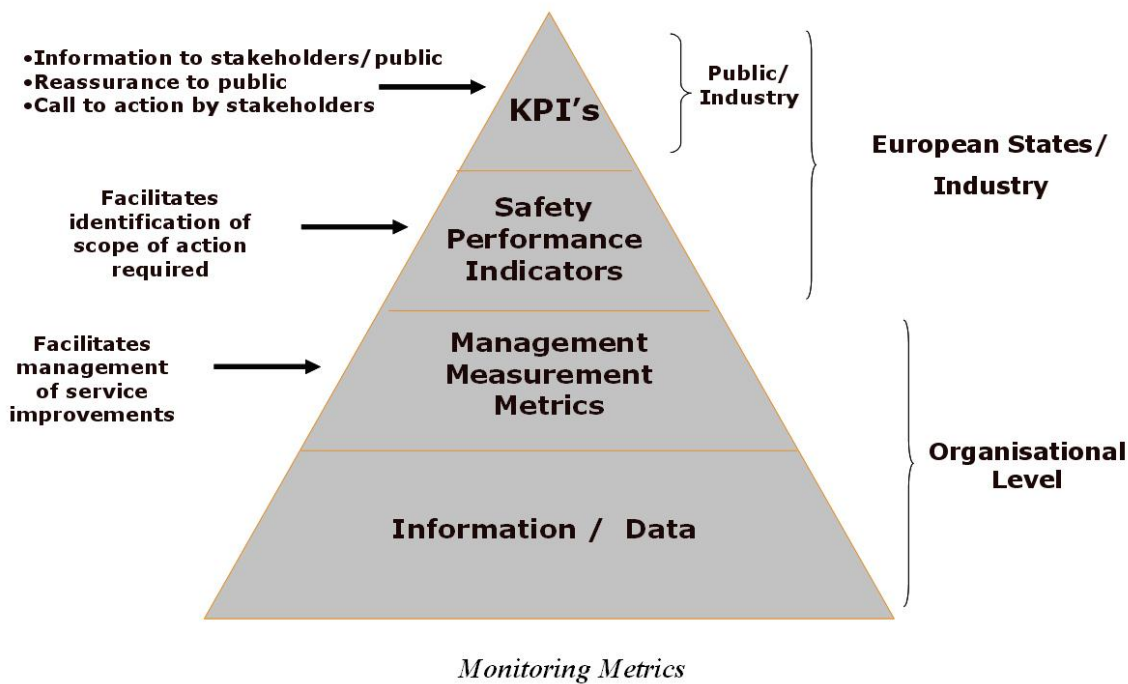 •Information to stakeholders/public
•Reassurance to public
•Call to action by stakeholders
KPI's
Public/
Industry
European States/
Industry
Facilitates
identification of
scope of action
required
Safety
Performance
Indicators
Facilitates
management
of service
improvements
Management
Measurement
Metrics
Organisational
Level
Information / Data
Monitoring Metrics